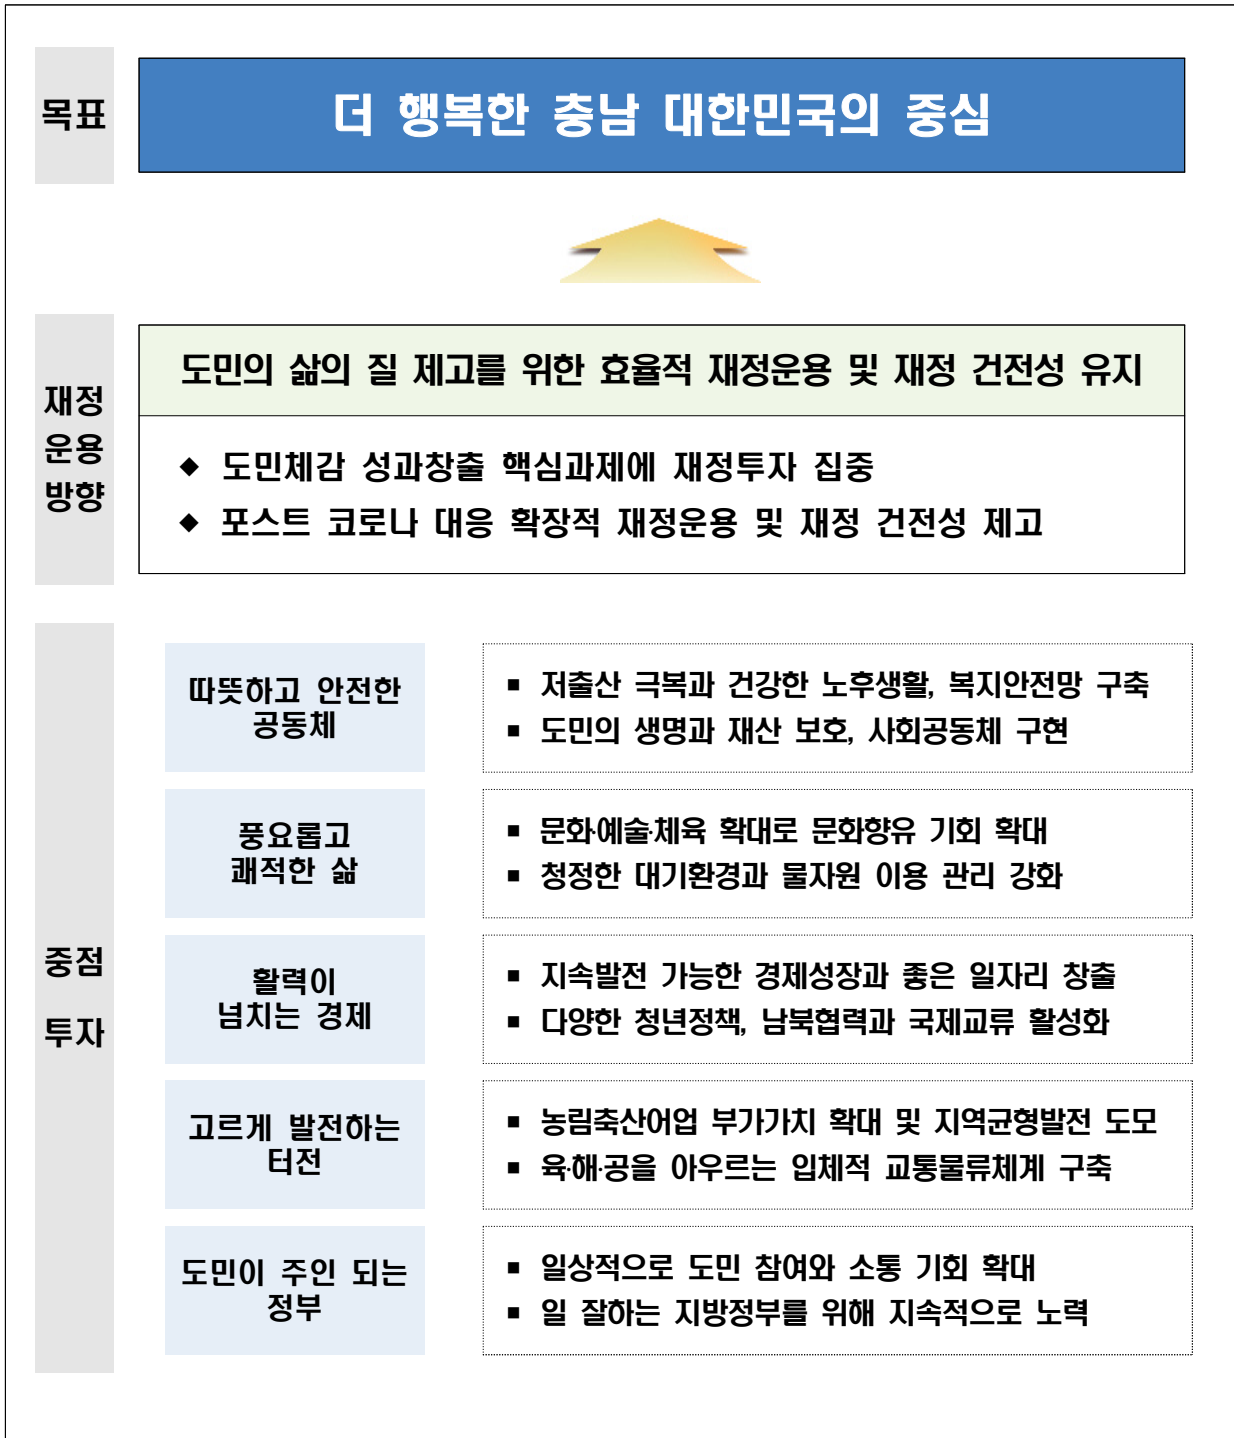 목표
더 행복한 충남 대한민국의 중심
재정
운용
방향
도민의 삶의 질 제고를 위한 효율적 재정운용 및 재정 건전성 유지
◆ 도민체감 성과창출 핵심과제에 재정투자 집중
◆ 포스트 코로나 대응 확장적 재정운용 및 재정 건전성 제고
중점
투자
따뜻하고 안전한
공동체
▪ 저출산 극복과 건강한 노후생활, 복지안전망 구축
▪ 도민의 생명과 재산 보호, 사회공동체 구현
풍요롭고
쾌적한 삶
▪ 문화·예술·체육 확대로 문화향유 기회 확대
▪ 청정한 대기환경과 물자원 이용 관리 강화
활력이
넘치는 경제
▪ 지속발전 가능한 경제성장과 좋은 일자리 창출
▪ 다양한 청년정책, 남북협력과 국제교류 활성화
고르게 발전하는
터전
▪ 농림축산어업 부가가치 확대 및 지역균형발전 도모
▪ 육·해·공을 아우르는 입체적 교통물류체계 구축
도민이 주인 되는
정부
▪ 일상적으로 도민 참여와 소통 기회 확대
▪ 일 잘하는 지방정부를 위해 지속적으로 노력